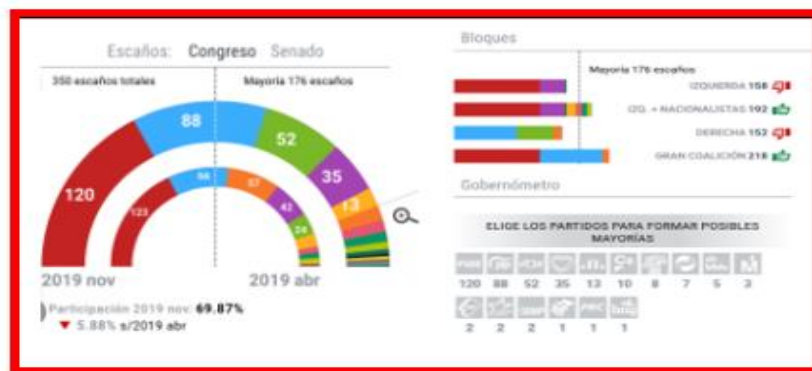 Escaños: Congreso Senado
350 escaños totales
Mayoría 176 escaños
88
52
35
120
13
123
66
57
42
24
2019 nov
2019 abr
Participación 2019 nov: 69.87%
5.88% s/2019 abr
Bloques
Mayoría 176 escaños
IZQUIERDA 158
IZQ. + NACIONALISTAS 192
DERECHA 152
GRAN COALICIÓN 218
Gobernómetro
ELIGE LOS PARTIDOS PARA FORMAR POSIBLES
MAYORÍAS
120 88 52 35 13 10 8 7 5 3
2 2 2 1 1 1